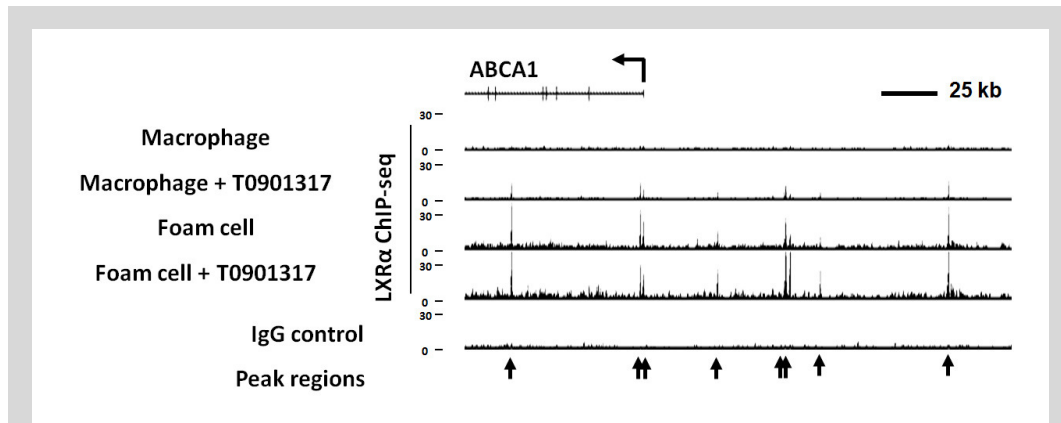 ABCA1
25 kb
LXRα ChIP-seq
30
0
Macrophage
30
0
Macrophage + T0901317
30
0
Foam cell
30
0
Foam cell + T0901317
30
0
IgG control
Peak regions